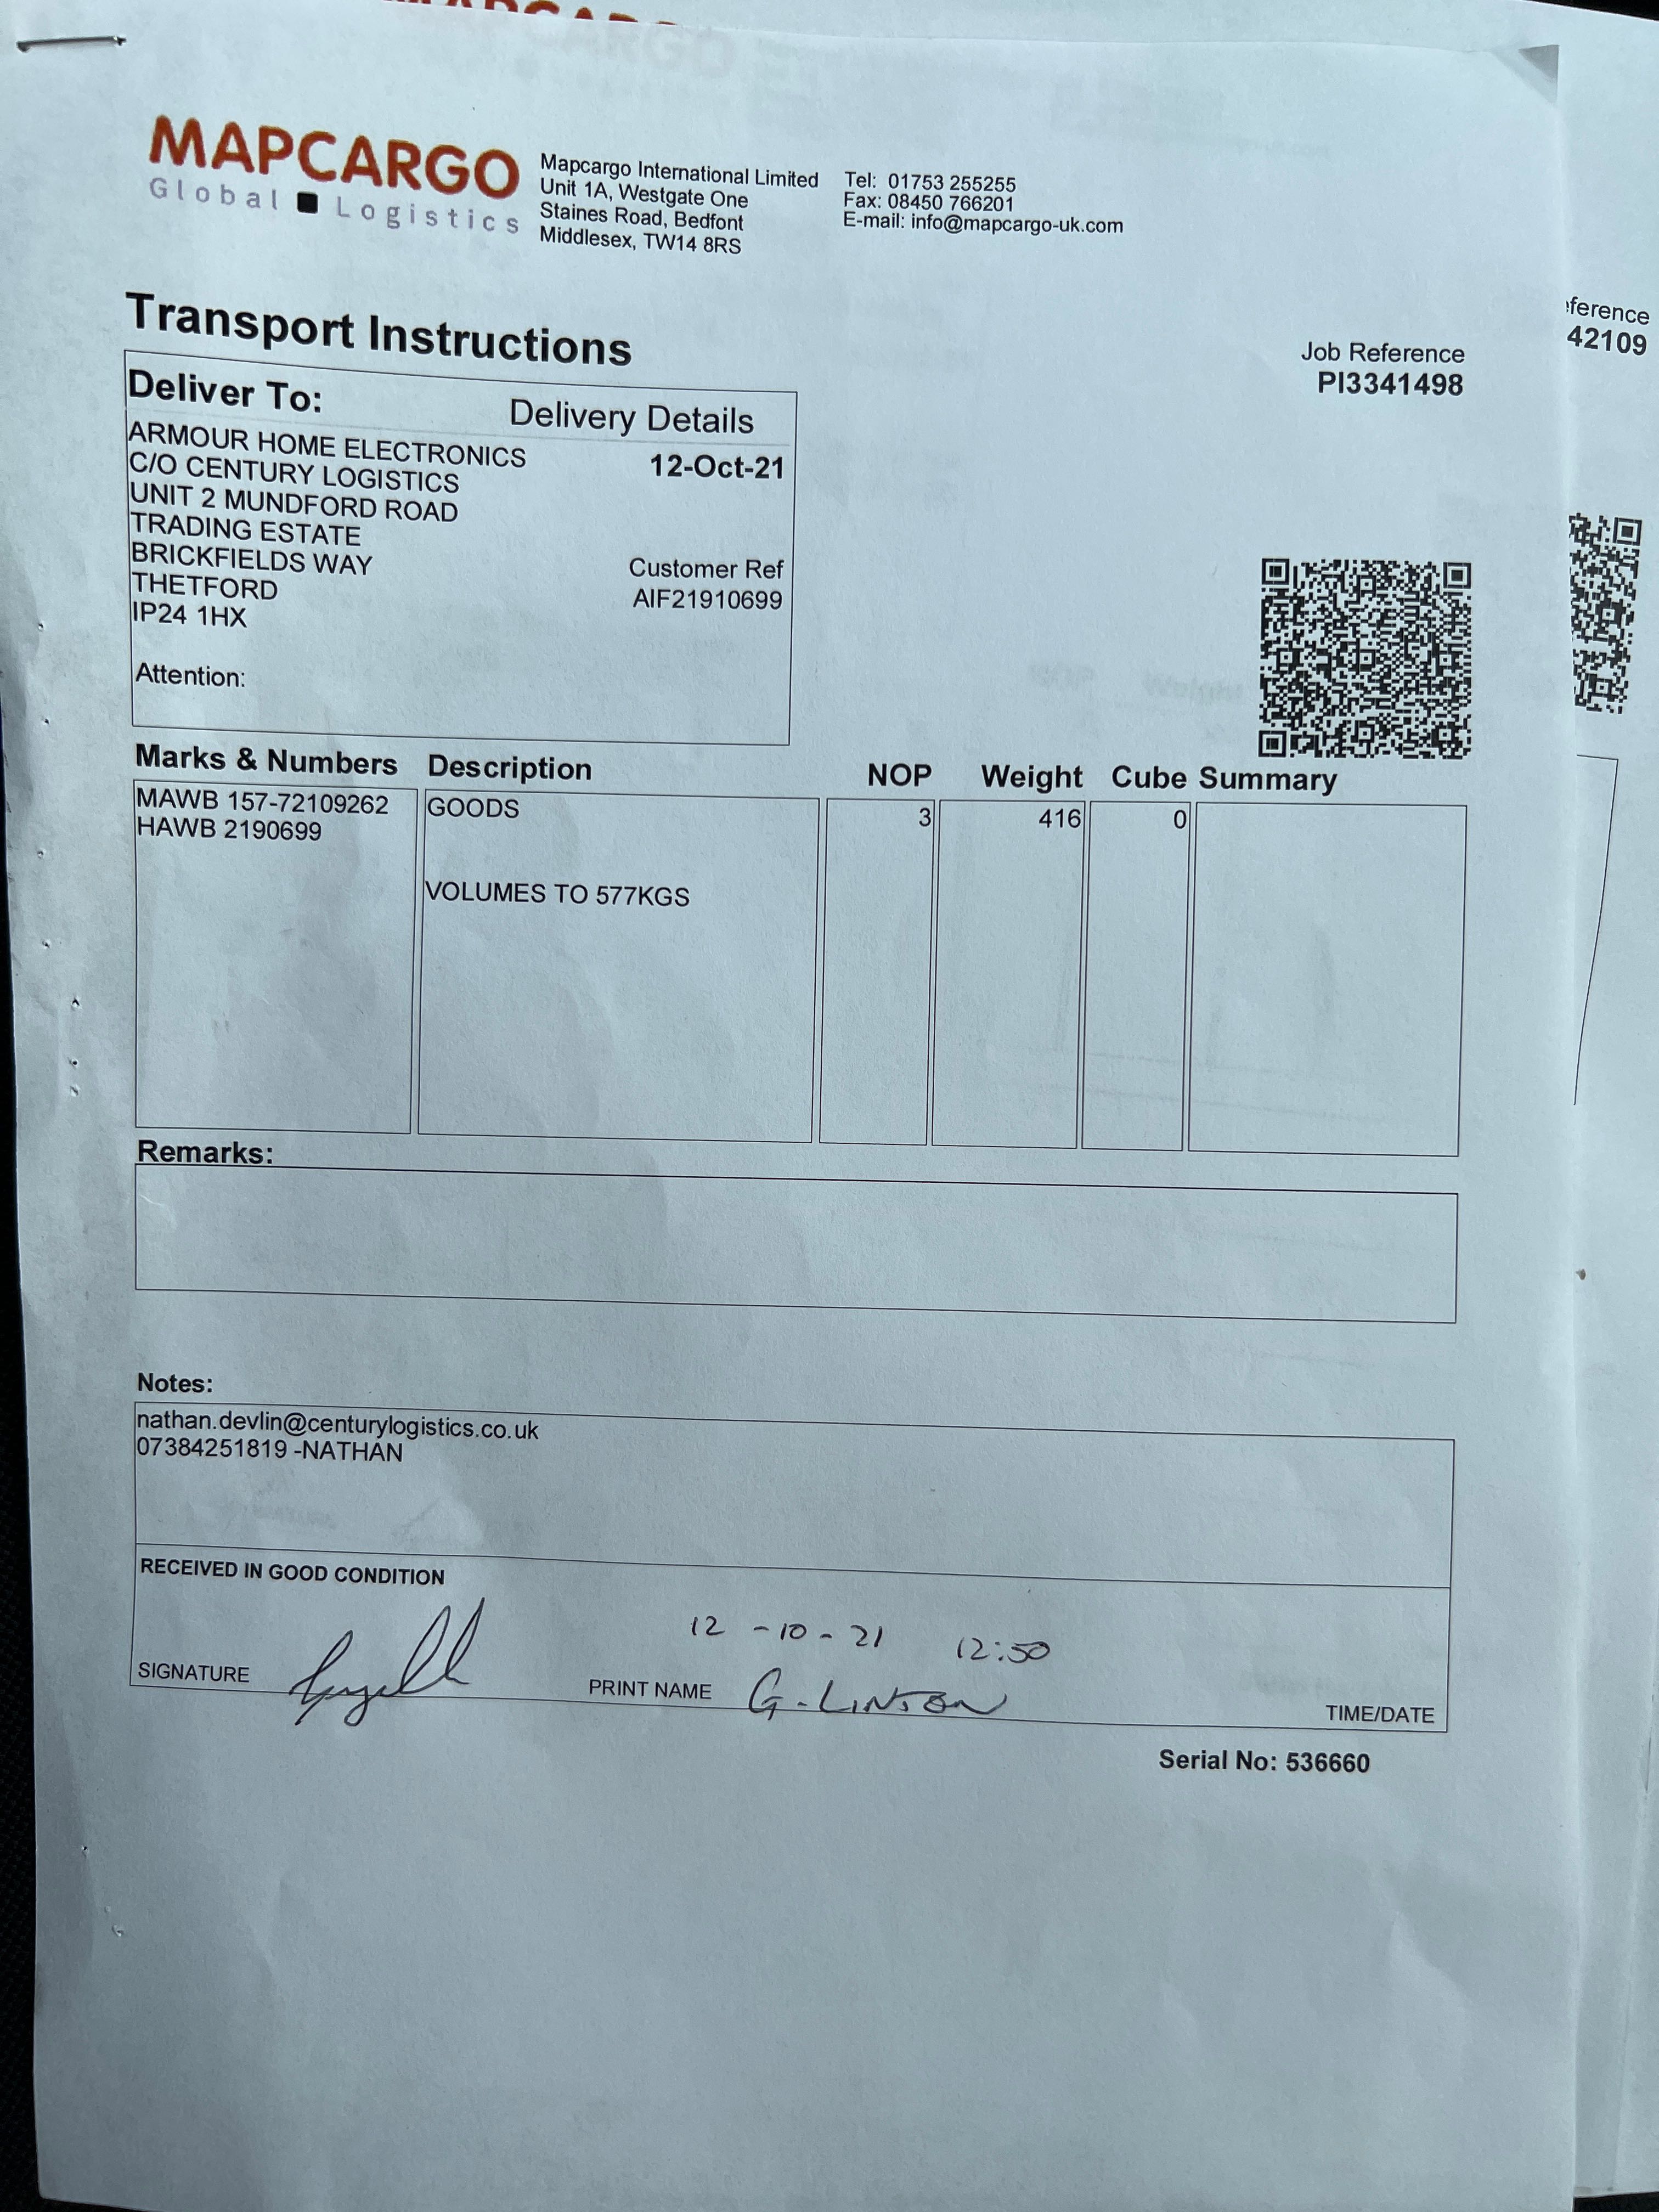 MAPCARGO
Global Logistics
Mapcargo International Limited
Unit 1A, Westgate One
Staines Road, Bedfont
Middlesex, TW14 8RS
Tel: 01753 255255
Fax: 08450 766201
E-mail: info@mapcargo-uk.com
Transport Instructions
Job Reference
PI3341498
Deliver To:
Delivery Details
ARMOUR HOME ELECTRONICS
C/O CENTURY LOGISTICS
UNIT 2 MUNDFORD ROAD
TRADING ESTATE
BRICKFIELDS WAY
THETFORD
IP24 1HX
12-Oct-21
Customer Ref
AIF21910699
Attention:
Marks & Numbers Description NOP Weight Cube Summary
MAWB 157-72109262 GOODS 3 416 0
HAWB 2190699
VOLUMES TO 577KGS
Remarks:
Notes:
nathan.devlin@centurylogistics.co.uk
07384251819 -NATHAN
RECEIVED IN GOOD CONDITION
12 - 10 - 21 12:50
SIGNATURE PRINT NAME G. LINTON TIME/DATE
Serial No: 536660
42109